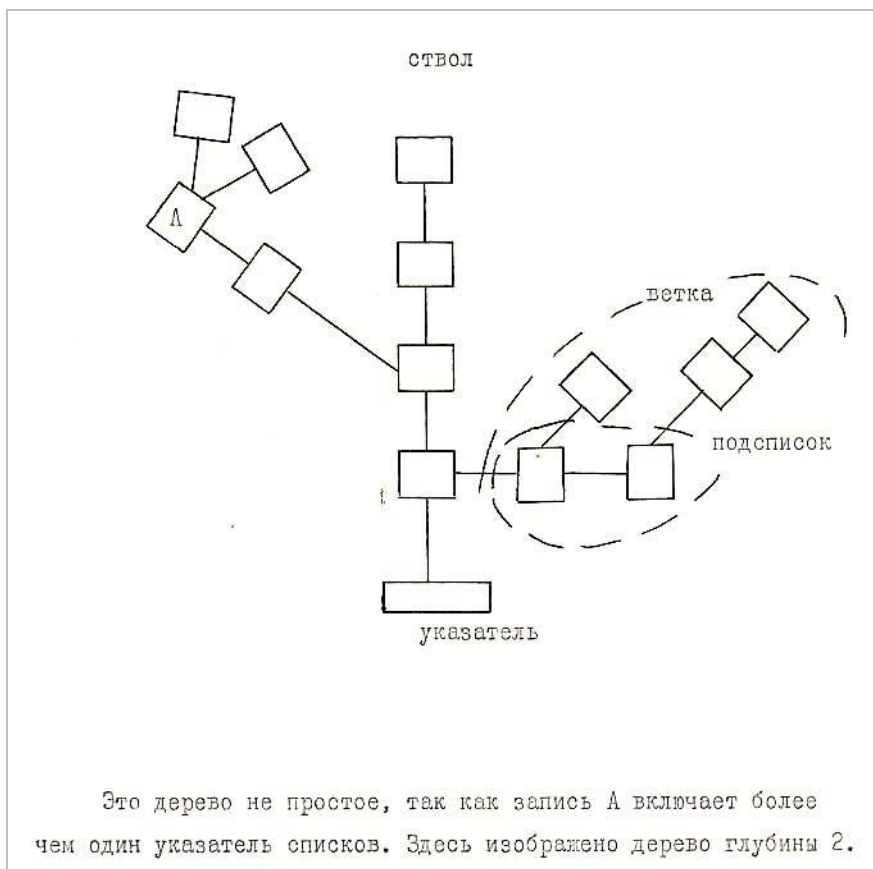 ствол
А
ветка
подсписок
указатель
Это дерево не простое, так как запись А включает более
чем один указатель списков. Здесь изображено дерево глубины 2.